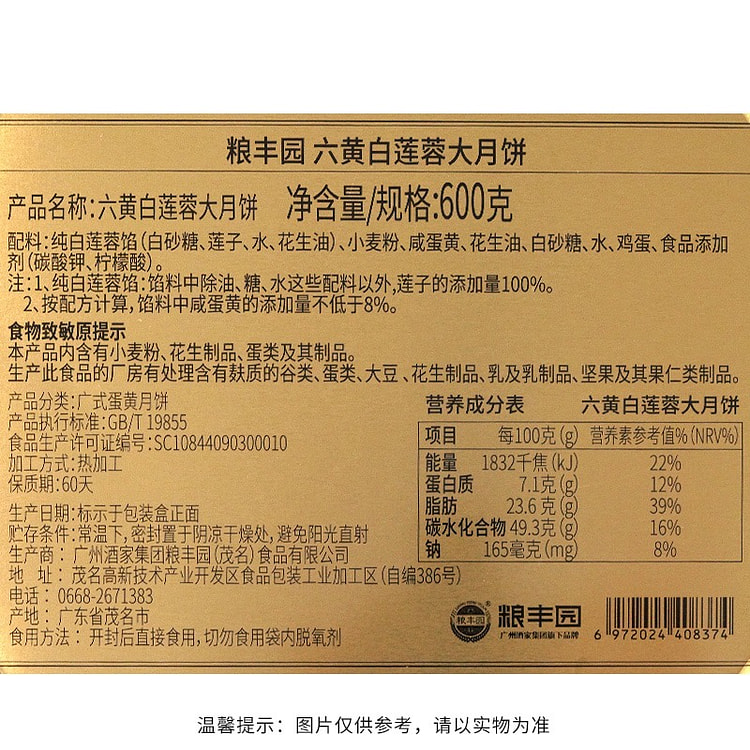 粮丰园 六黄白莲蓉大月饼
产品名称:六黄白莲蓉大月饼 净含量/规格:600克
配料:纯白莲蓉馅(白砂糖、莲子、水、花生油)、小麦粉、咸蛋黄、花生油、白砂糖、水、鸡蛋、食品添加
剂(碳酸钾、柠檬酸)。
注:1、纯白莲蓉馅:馅料中除油、糖、水这些配料以外,莲子的添加量100%。
2、按配方计算,馅料中咸蛋黄的添加量不低于8%。
食物致敏原提示
本产品内含有小麦粉、花生制品、蛋类及其制品。
生产此食品的厂房有处理含有麸质的谷类、蛋类、大豆、花生制品、乳及乳制品、坚果及其果仁类制品。
产品分类:广式蛋黄月饼
产品执行标准:GB/T 19855
食品生产许可证编号:SC10844090300010
加工方式:热加工
保质期:60天
生产日期:标示于包装盒正面
贮存条件:常温下,密封置于阴凉干燥处,避免阳光直射
生产商:广州酒家集团粮丰园(茂名)食品有限公司
地 址:茂名高新技术产业开发区食品包装工业加工区(自编386号)
电话:0668-2671383
产地:广东省茂名市
食用方法:开封后直接食用,切勿食用袋内脱氧剂
营养成分表 六黄白莲蓉大月饼
项目 每100克(g) 营养素参考值%(NRV%)
能量 1832千焦(kJ) 22%
蛋白质 7.1克(g) 12%
脂肪 23.6克(g) 39%
碳水化合物 49.3克(g) 16%
钠 165毫克(mg) 8%
粮丰园
粮丰园
®
广州酒家集团旗下品牌
6 972024 408374
温馨提示:图片仅供参考,请以实物为准